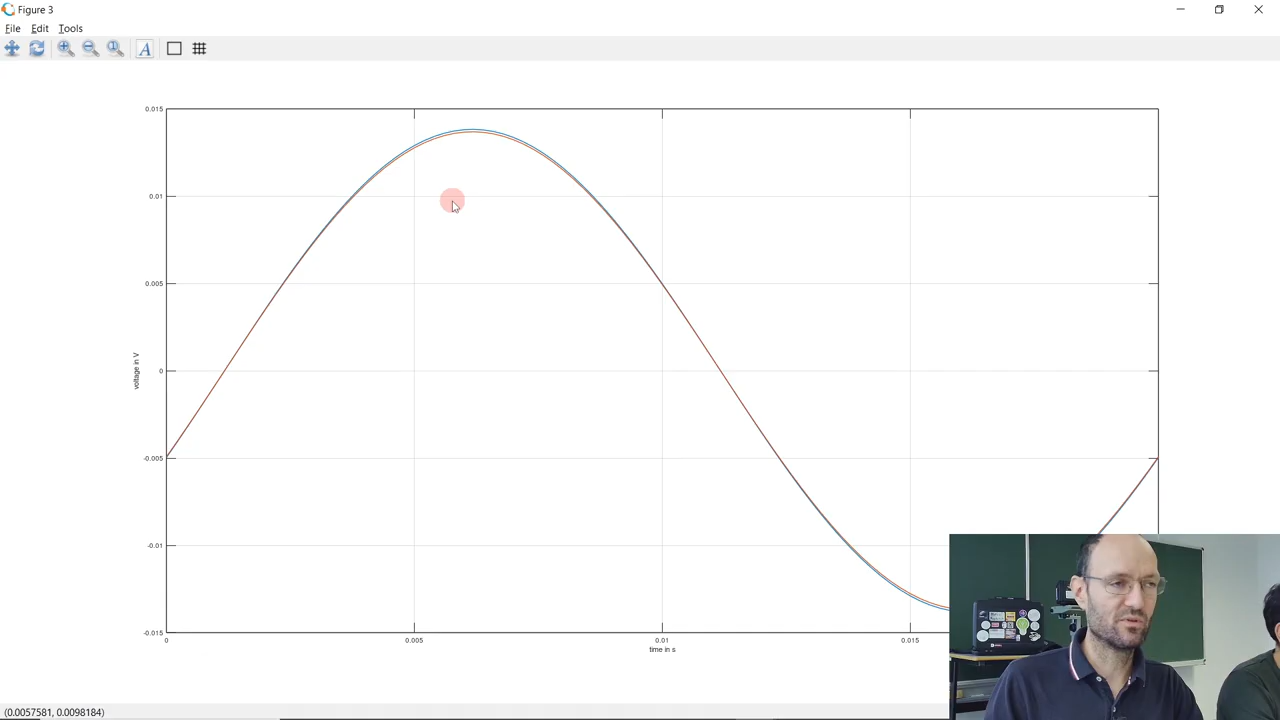 Figure 3
File Edit Tools
A
0.015
0.01
0.005
0
-0.005
-0.01
-0.015
voltage in V
0 0.005 0.01 0.015
time in s
(0.0057581, 0.0098184)